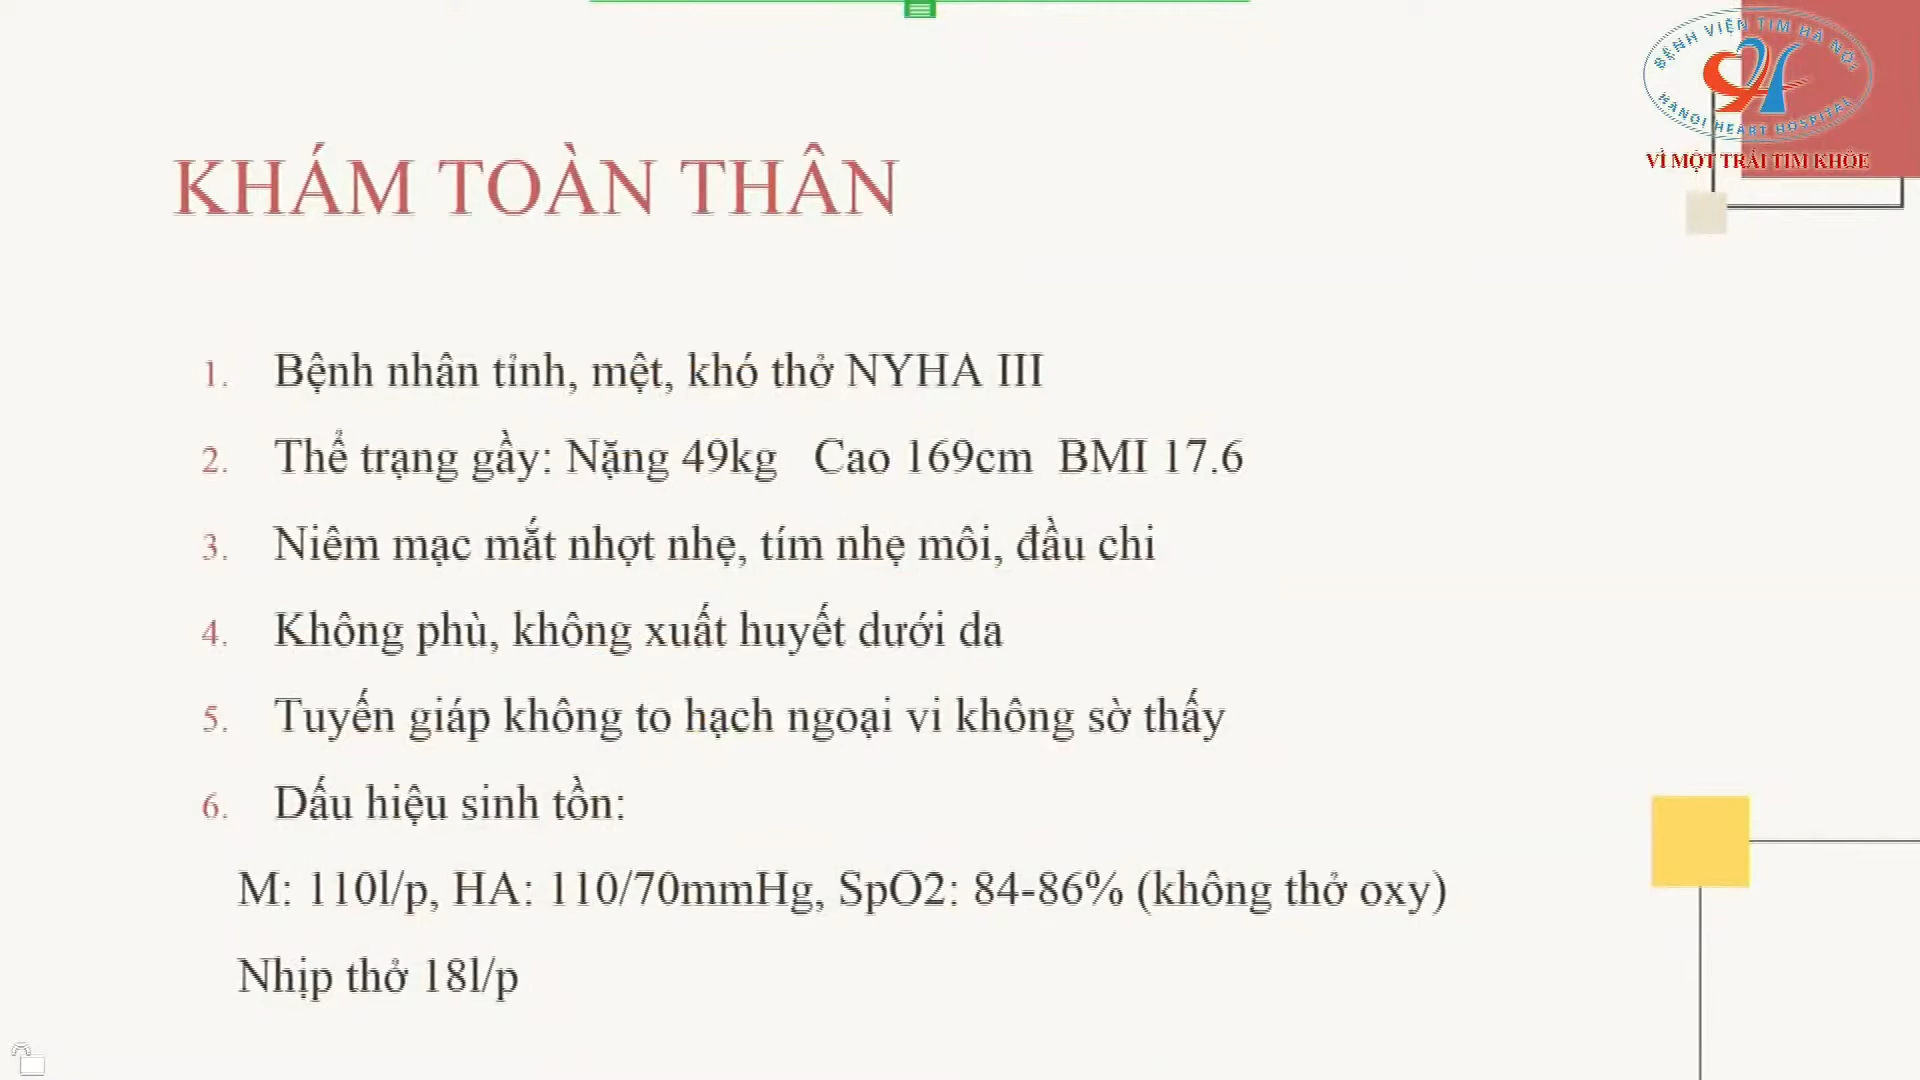 BỆNH VIỆN TIM HÀ NỘI
HANOI HEART HOSPITAL
VÌ MỘT TRÁI TIM KHỎE
KHÁM TOÀN THÂN
1. Bệnh nhân tỉnh, mệt, khó thở NYHA III
2. Thể trạng gầy: Nặng 49kg Cao 169cm BMI 17.6
3. Niêm mạc mắt nhợt nhẹ, tím nhẹ môi, đầu chi
4. Không phù, không xuất huyết dưới da
5. Tuyến giáp không to hạch ngoại vi không sờ thấy
6. Dấu hiệu sinh tồn:
M: 110l/p, HA: 110/70mmHg, SpO2: 84-86% (không thở oxy)
Nhịp thở 18l/p